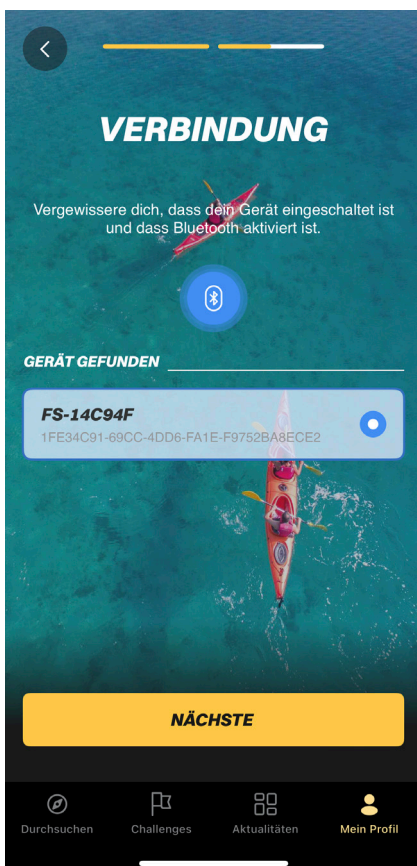 VERBINDUNG
Vergewissere dich, dass dein Gerät eingeschaltet ist
und dass Bluetooth aktiviert ist.
GERÄT GEFUNDEN
FS-14C94F
1FE34C91-69CC-4DD6-FA1E-F9752BA8ECE2
NÄCHSTE
Durchsuchen
Challenges
Aktualitäten
Mein Profil